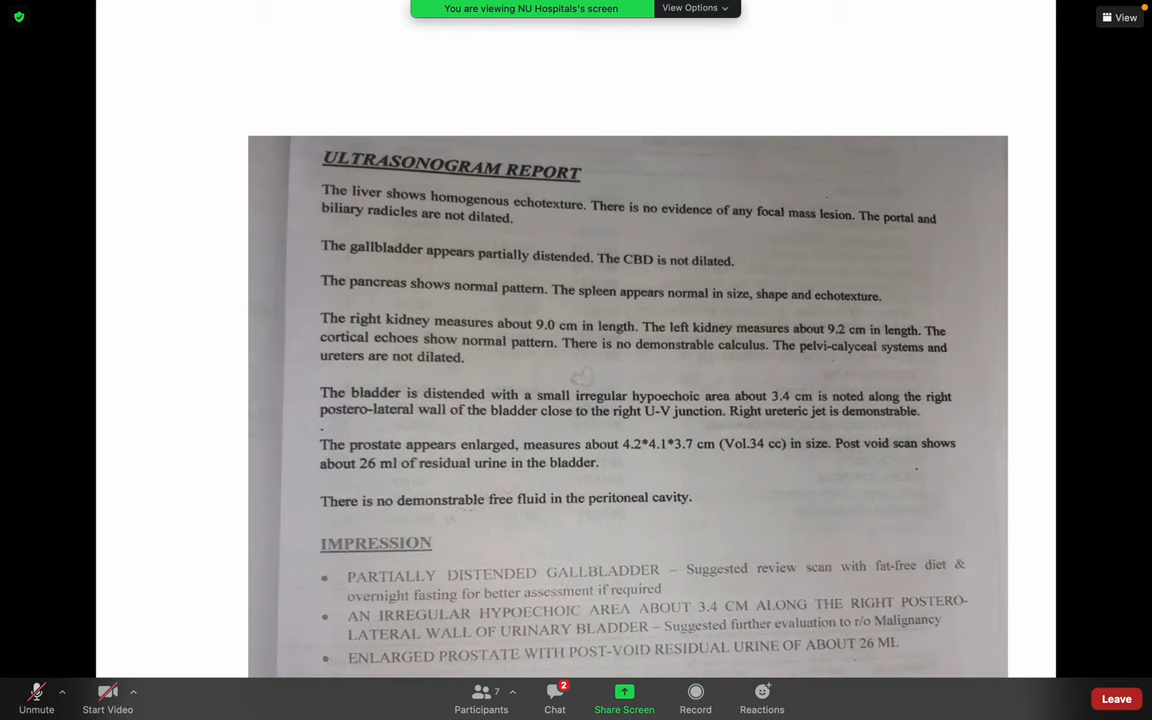 You are viewing NU Hospitals's screen
View Options
View
ULTRASONOGRAM REPORT
The liver shows homogenous echotexture. There is no evidence of any focal mass lesion. The portal and
biliary radicles are not dilated.
The gallbladder appears partially distended. The CBD is not dilated.
The pancreas shows normal pattern. The spleen appears normal in size, shape and echotexture.
The right kidney measures about 9.0 cm in length. The left kidney measures about 9.2 cm in length. The
cortical echoes show normal pattern. There is no demonstrable calculus. The pelvi-calyceal systems and
ureters are not dilated.
The bladder is distended with a small irregular hypoechoic area about 3.4 cm is noted along the right
postero-lateral wall of the bladder close to the right U-V junction. Right ureteric jet is demonstrable.
.
The prostate appears enlarged, measures about 4.2*4.1*3.7 cm (Vol.34 cc) in size. Post void scan shows
about 26 ml of residual urine in the bladder.
There is no demonstrable free fluid in the peritoneal cavity.
IMPRESSION
• PARTIALLY DISTENDED GALLBLADDER – Suggested review scan with fat-free diet &
overnight fasting for better assessment if required
• AN IRREGULAR HYPOECHOIC AREA ABOUT 3.4 CM ALONG THE RIGHT POSTERO-
LATERAL WALL OF URINARY BLADDER – Suggested further evaluation to r/o Malignancy
• ENLARGED PROSTATE WITH POST-VOID RESIDUAL URINE OF ABOUT 26 ML
Unmute
Start Video
7
Participants
2
Chat
Share Screen
Record
Reactions
Leave